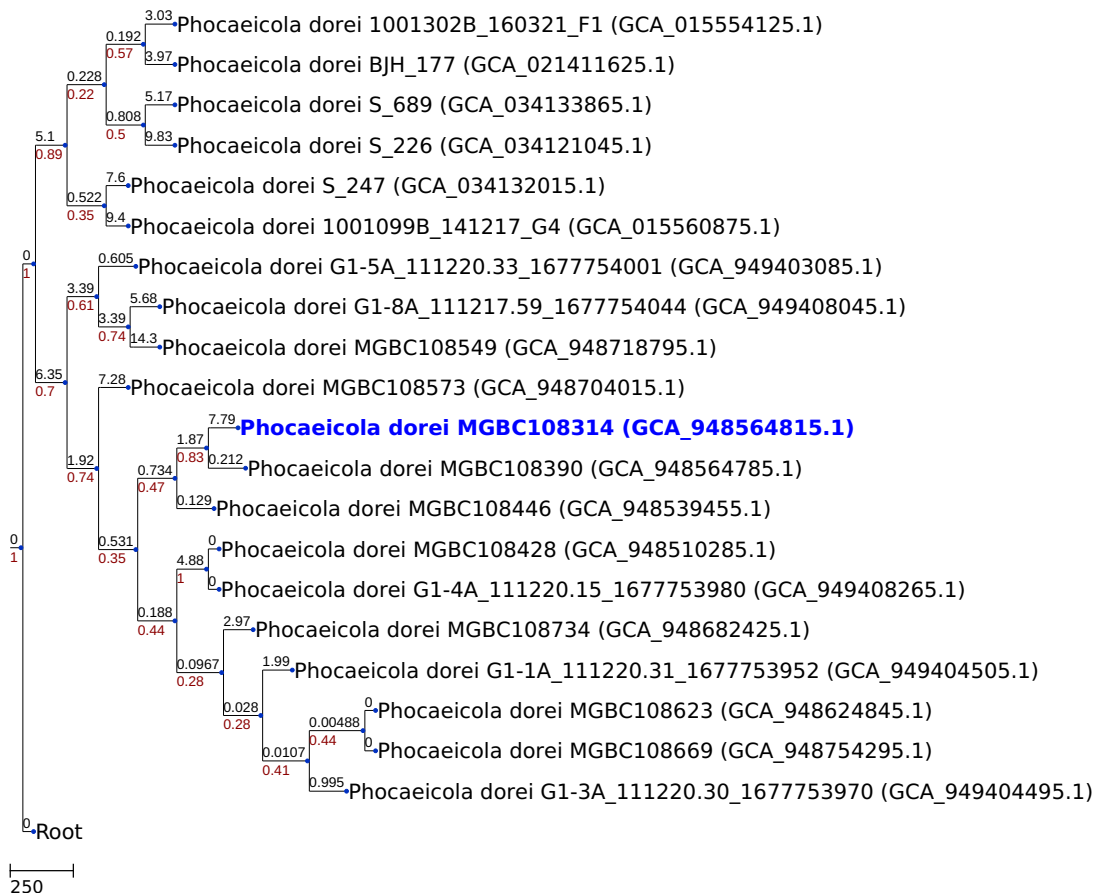 3.03
Phocaeicola dorei 1001302B_160321_F1 (GCA_015554125.1)
0.192
0.57
3.97
Phocaeicola dorei BJH_177 (GCA_021411625.1)
0.228
0.22
5.17
Phocaeicola dorei S_689 (GCA_034133865.1)
0.808
0.5
9.83
Phocaeicola dorei S_226 (GCA_034121045.1)
5.1
0.89
7.6
Phocaeicola dorei S_247 (GCA_034132015.1)
0.522
0.35
9.4
Phocaeicola dorei 1001099B_141217_G4 (GCA_015560875.1)
0
1
0.605
Phocaeicola dorei G1-5A_111220.33_1677754001 (GCA_949403085.1)
3.39
0.61
5.68
Phocaeicola dorei G1-8A_111217.59_1677754044 (GCA_949408045.1)
3.39
0.74
14.3
Phocaeicola dorei MGBC108549 (GCA_948718795.1)
6.35
0.7
7.28
Phocaeicola dorei MGBC108573 (GCA_948704015.1)
7.79
Phocaeicola dorei MGBC108314 (GCA_948564815.1)
1.87
0.83
0.212
Phocaeicola dorei MGBC108390 (GCA_948564785.1)
1.92
0.74
0.734
0.47
0.129
Phocaeicola dorei MGBC108446 (GCA_948539455.1)
0
1
0.531
0.35
0
Phocaeicola dorei MGBC108428 (GCA_948510285.1)
4.88
1
0
Phocaeicola dorei G1-4A_111220.15_1677753980 (GCA_949408265.1)
0.188
0.44
2.97
Phocaeicola dorei MGBC108734 (GCA_948682425.1)
0.0967
0.28
1.99
Phocaeicola dorei G1-1A_111220.31_1677753952 (GCA_949404505.1)
0.028
0.28
0
Phocaeicola dorei MGBC108623 (GCA_948624845.1)
0.00488
0.44
0
Phocaeicola dorei MGBC108669 (GCA_948754295.1)
0.0107
0.41
0.995
Phocaeicola dorei G1-3A_111220.30_1677753970 (GCA_949404495.1)
0
Root
250